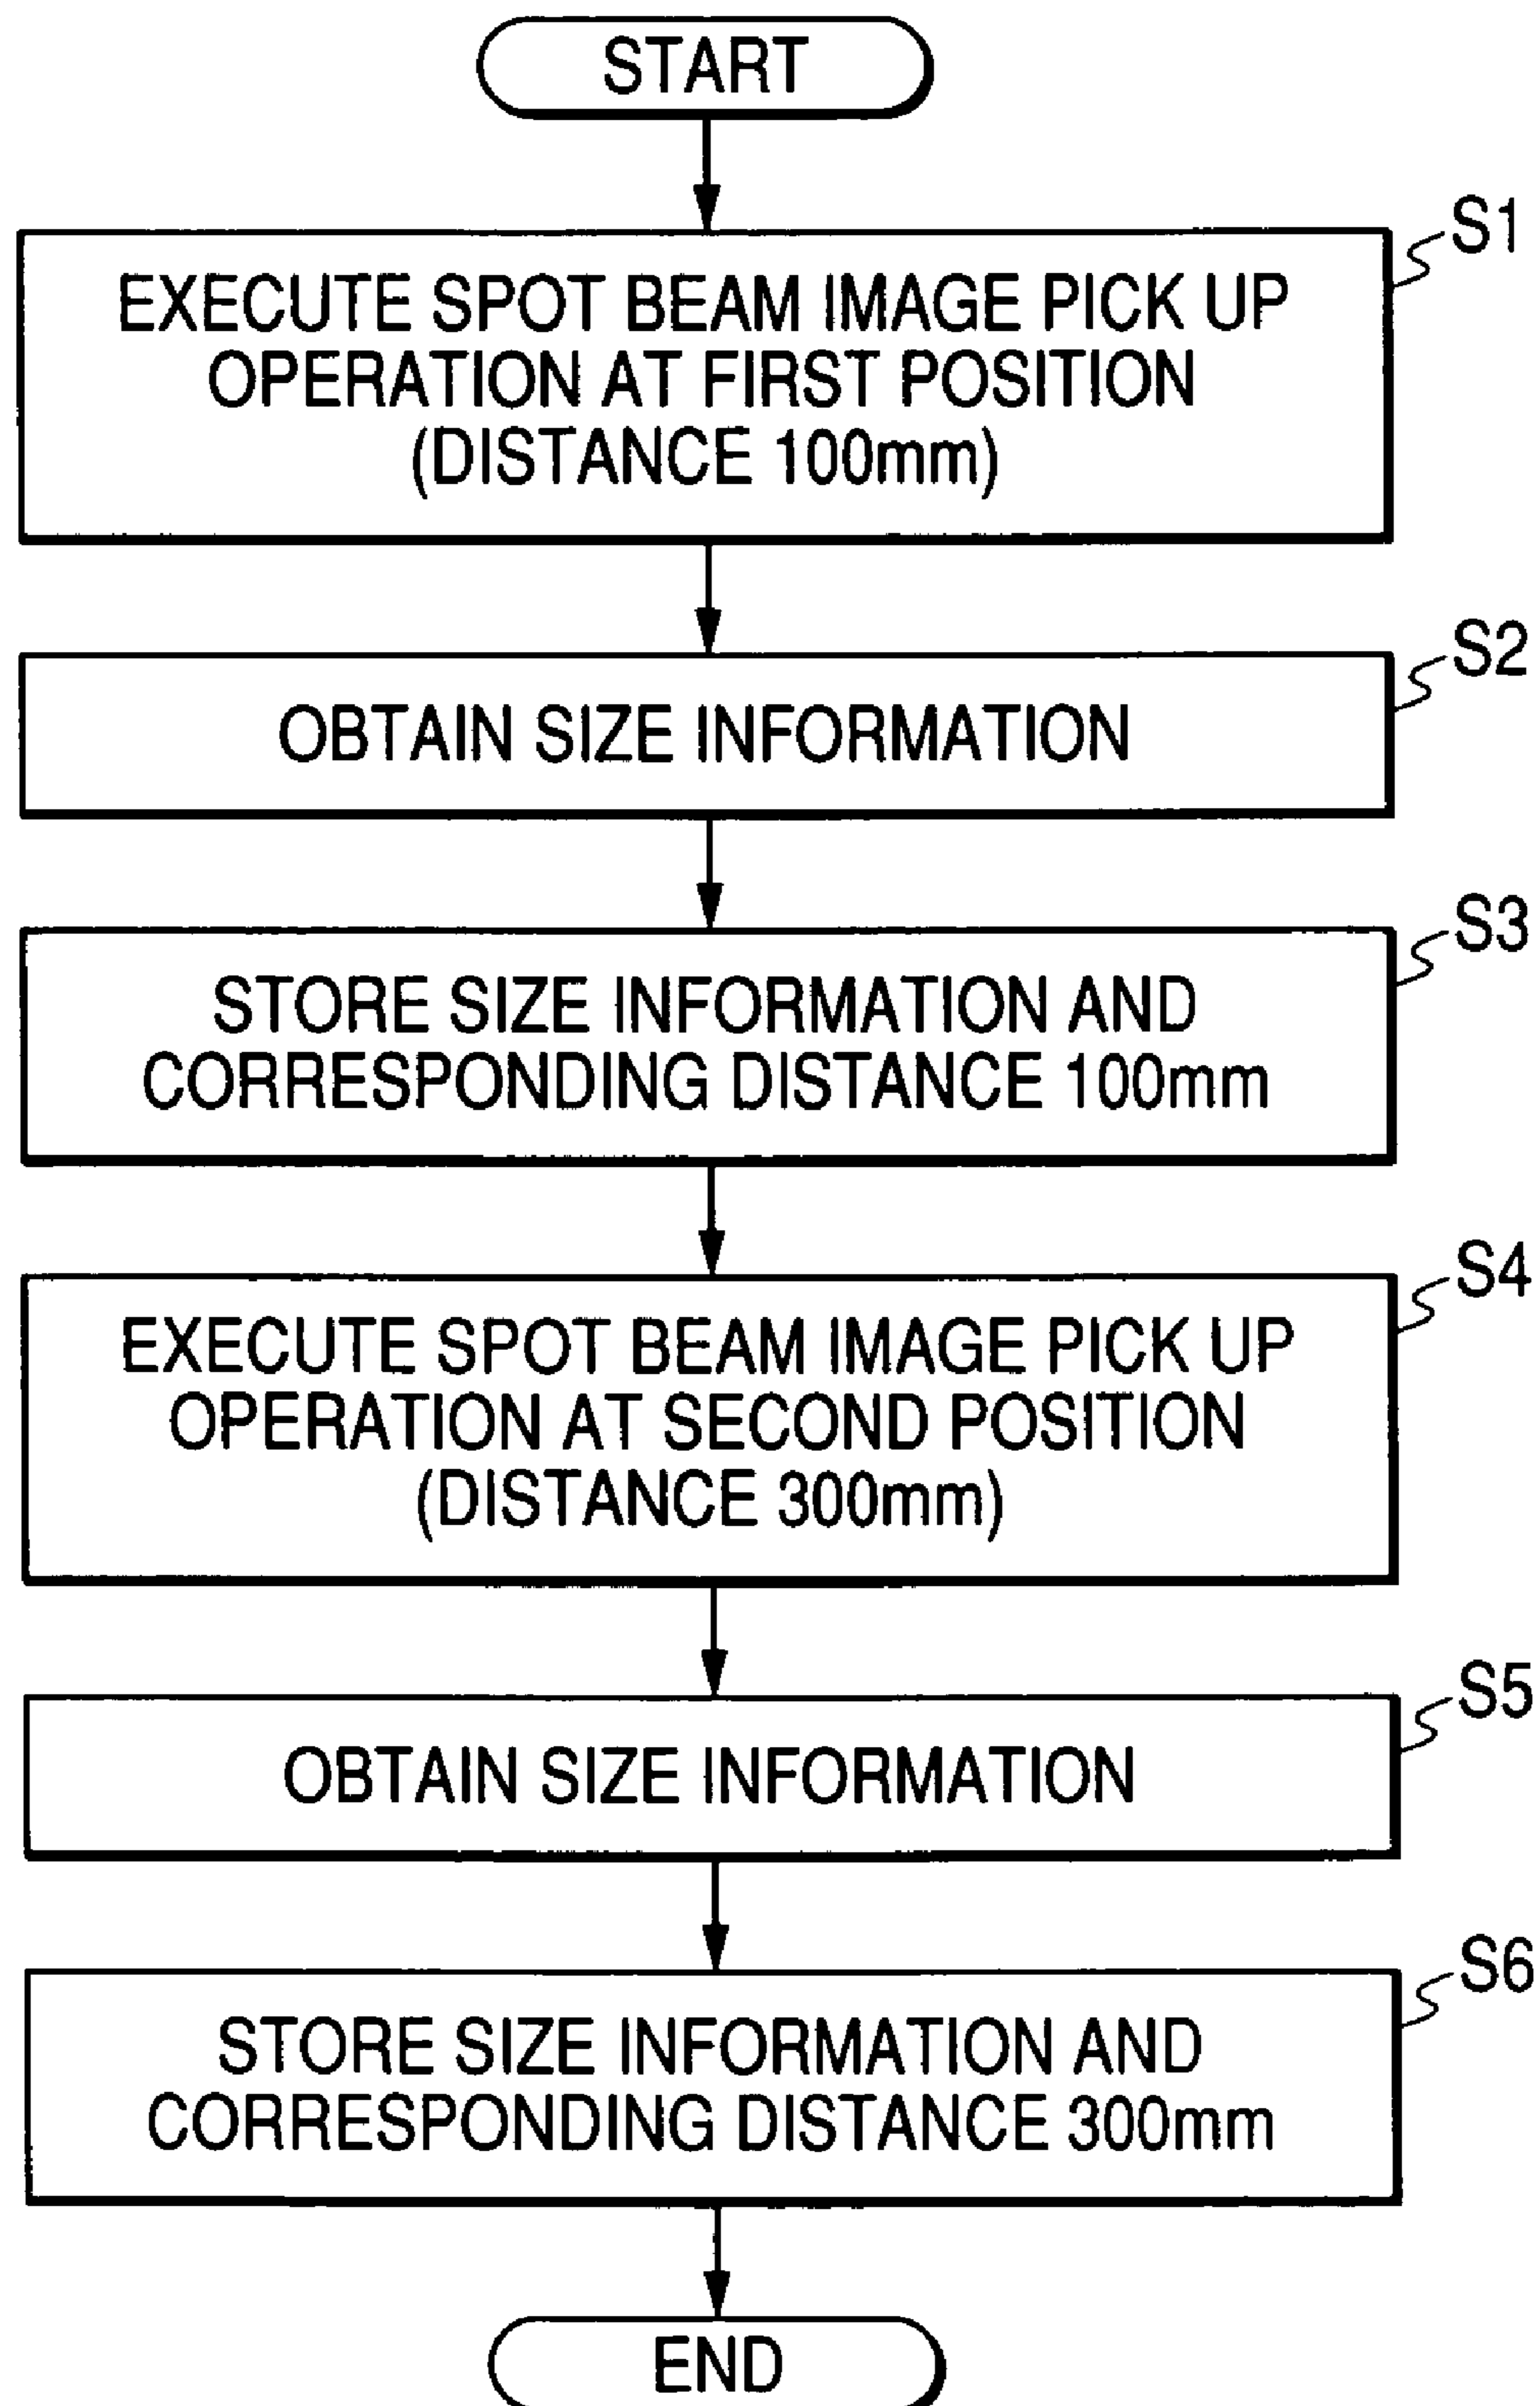 START
S1
EXECUTE SPOT BEAM IMAGE PICK UP
OPERATION AT FIRST POSITION
(DISTANCE 100mm)
S2
OBTAIN SIZE INFORMATION
S3
STORE SIZE INFORMATION AND
CORRESPONDING DISTANCE 100mm
S4
EXECUTE SPOT BEAM IMAGE PICK UP
OPERATION AT SECOND POSITION
(DISTANCE 300mm)
S5
OBTAIN SIZE INFORMATION
S6
STORE SIZE INFORMATION AND
CORRESPONDING DISTANCE 300mm
END